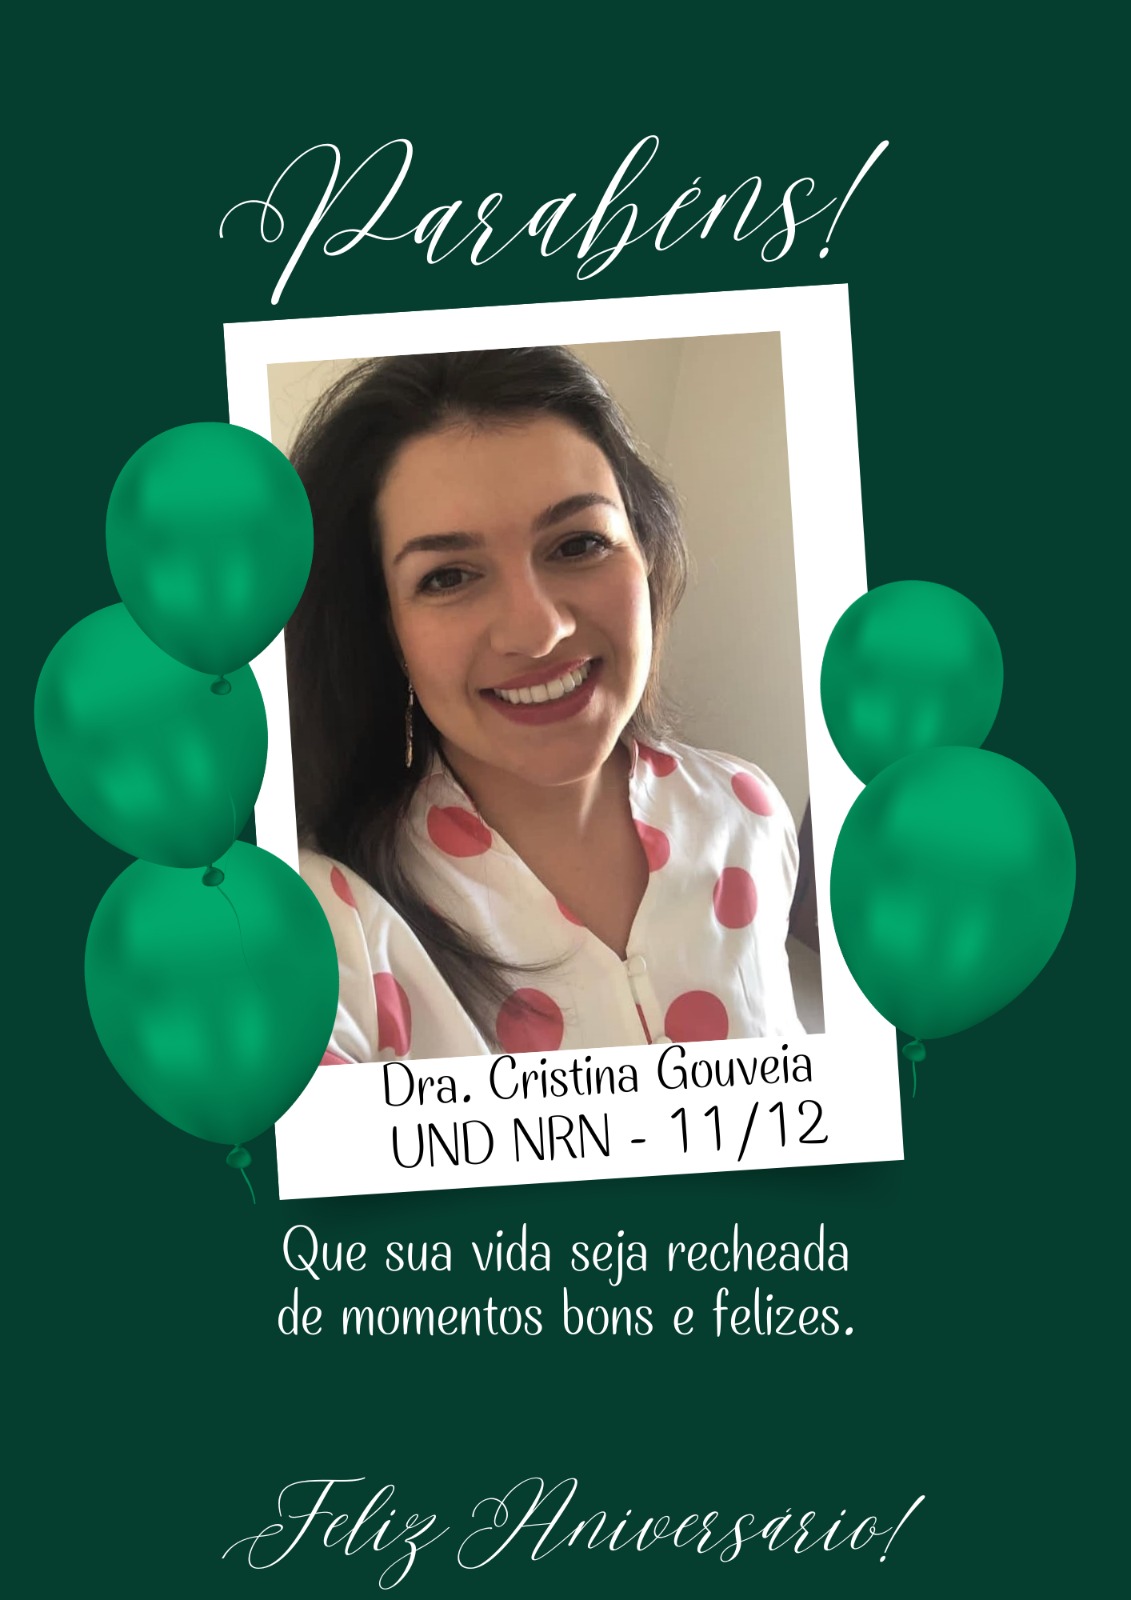 Parabéns!
Dra. Cristina Gouveia
UND NRN - 11/12
Que sua vida seja recheada
de momentos bons e felizes.
Feliz Aniversário!